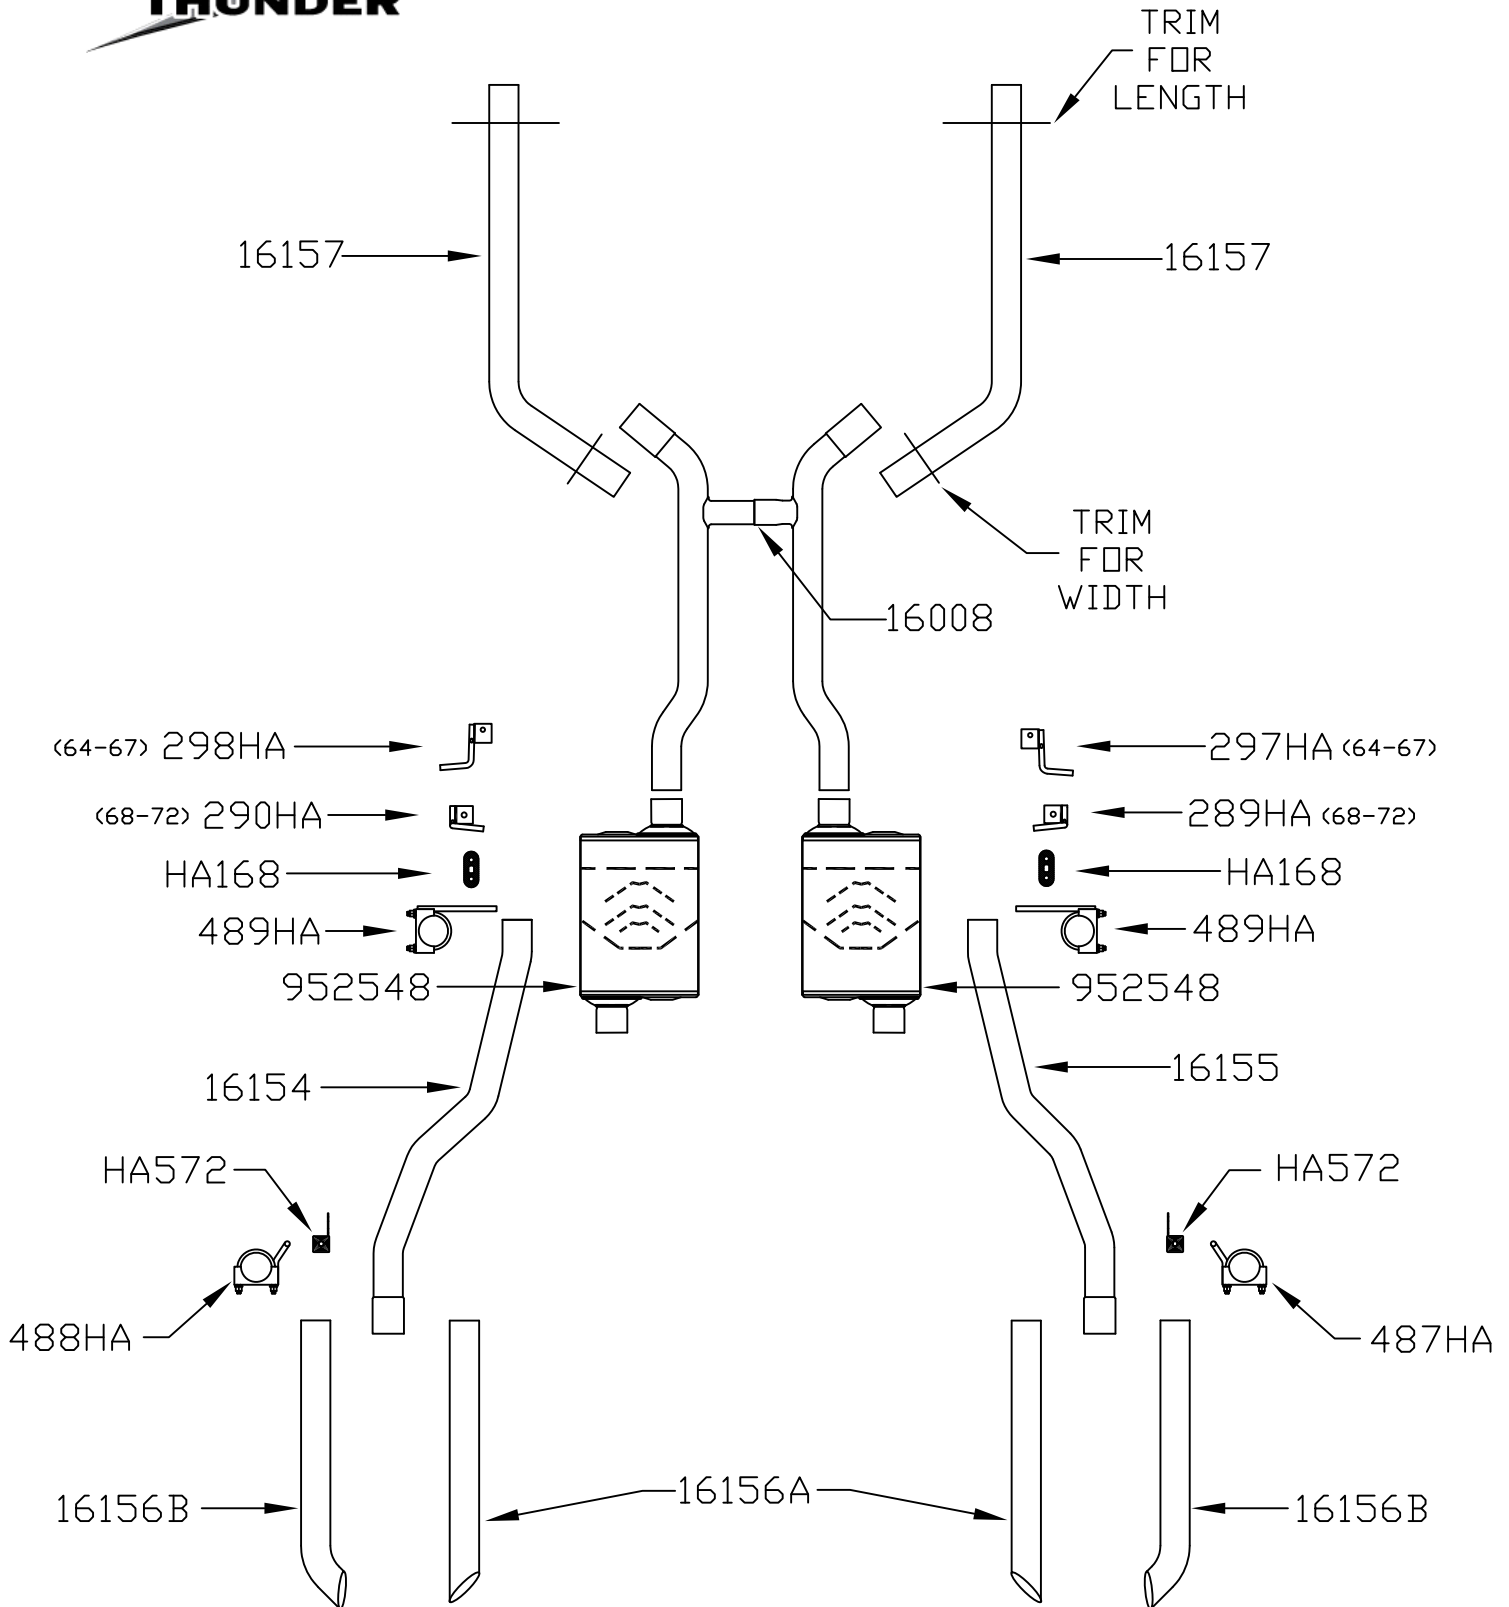 THUNDER
TRIM
FOR
LENGTH
16157
16157
TRIM
FOR
WIDTH
16008
(64-67) 298HA
297HA (64-67)
(68-72) 290HA
289HA (68-72)
HA168
HA168
489HA
489HA
952548
952548
16154
16155
HA572
HA572
488HA
487HA
16156B
16156A
16156B